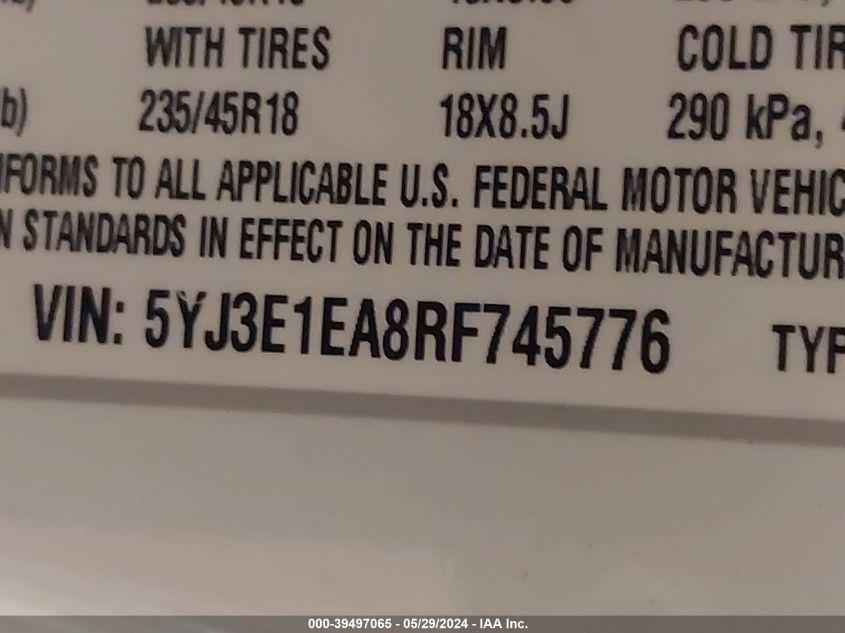 WITH TIRES RIM COLD TIR
b) 235/45R18 18X8.5J 290 kPa,
FORMS TO ALL APPLICABLE U.S. FEDERAL MOTOR VEHIC
N STANDARDS IN EFFECT ON THE DATE OF MANUFACTUR
VIN: 5YJ3E1EA8RF745776 TYP
000-39497065 - 05/29/2024 - IAA Inc.